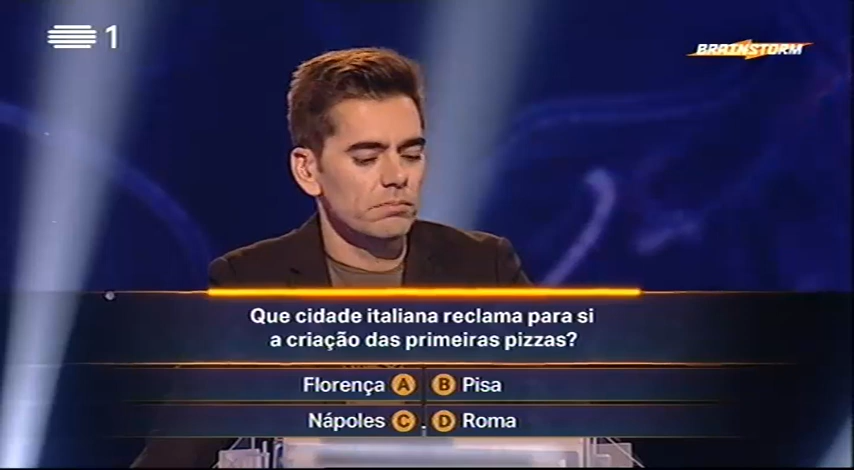 1
BRAINSTORM
Que cidade italiana reclama para si
a criação das primeiras pizzas?
Florença A B Pisa
Nápoles C D Roma